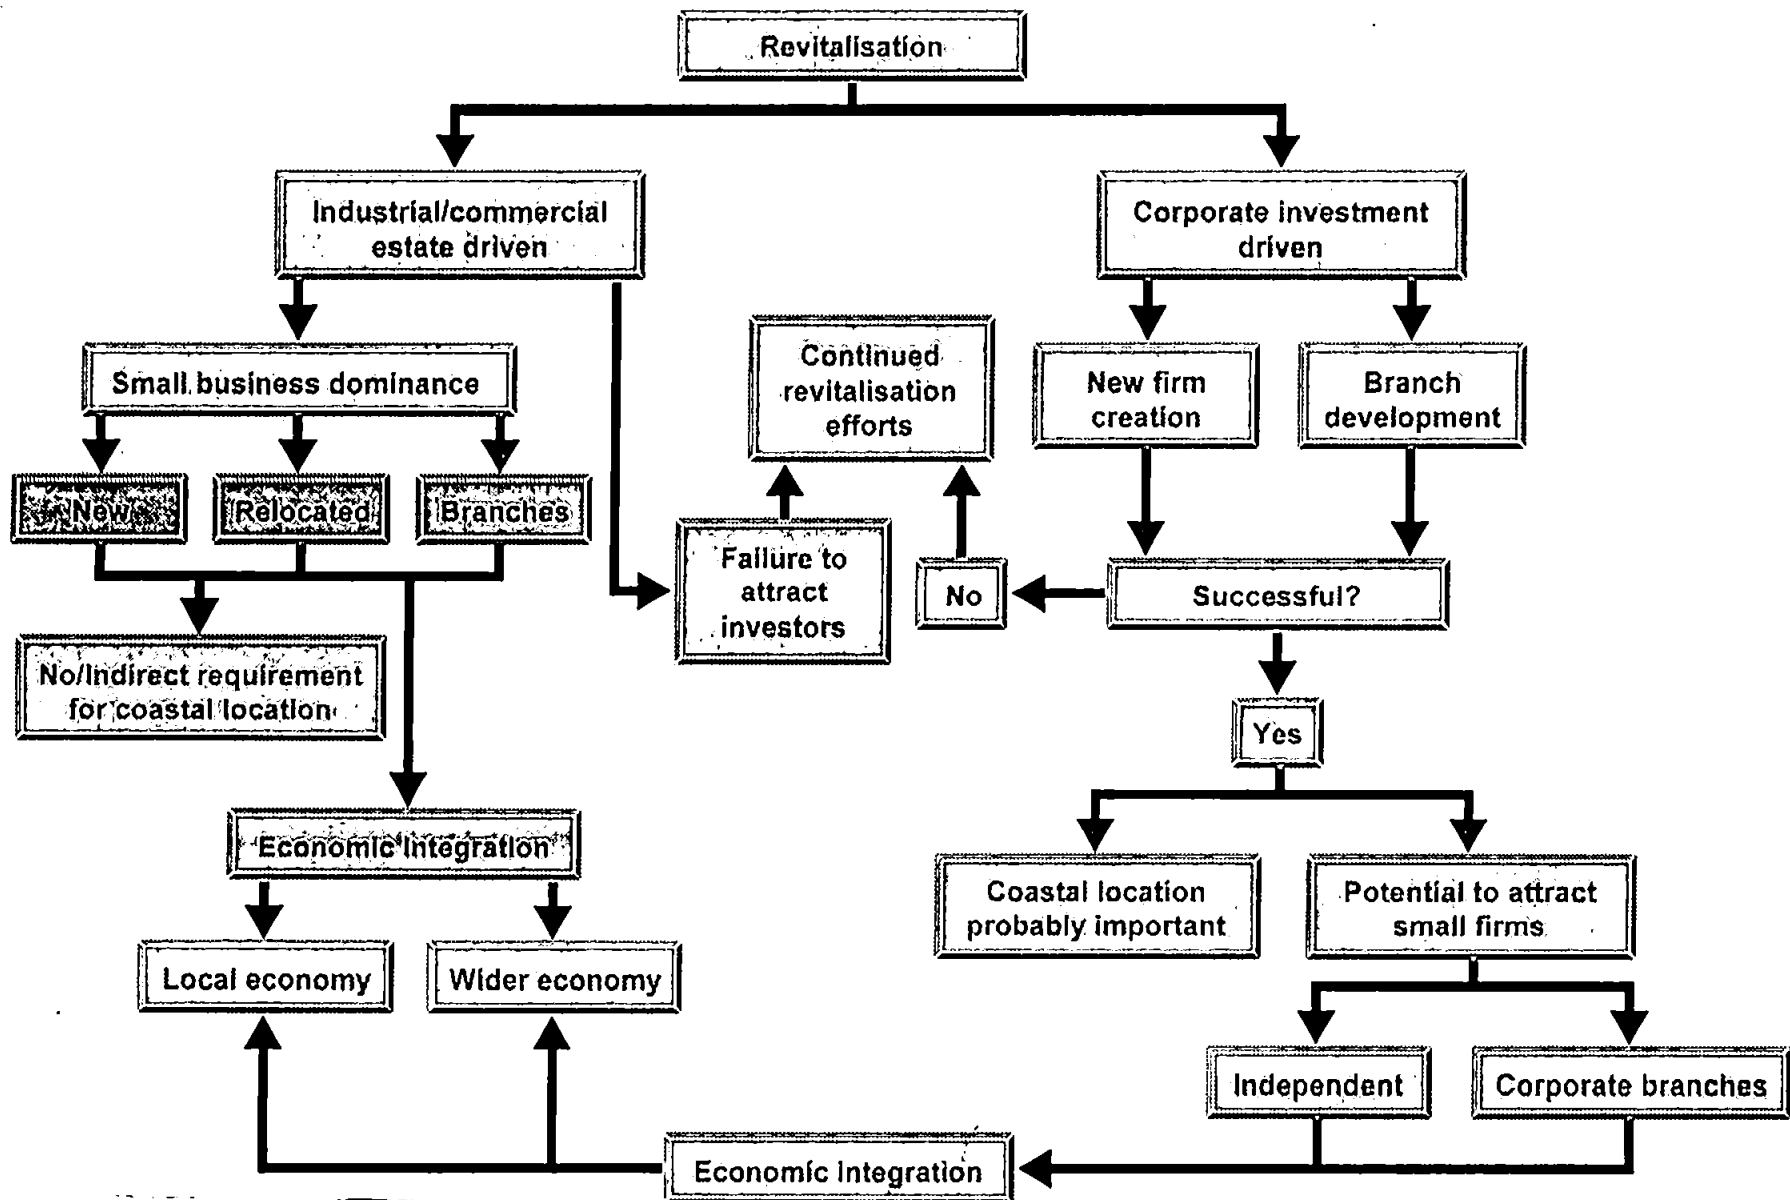 Revitalisation
Industrial/commercial
estate driven
Corporate investment
driven
Small business dominance
Continued
revitalisation
efforts
New firm
creation
Branch
development
New
Relocated
Branches
Failure to
attract
investors
No
Successful?
No/Indirect requirement
for coastal location
Yes
Economic Integration
Coastal location
probably important
Potential to attract
small firms
Local economy
Wider economy
Independent
Corporate branches
Economic Integration